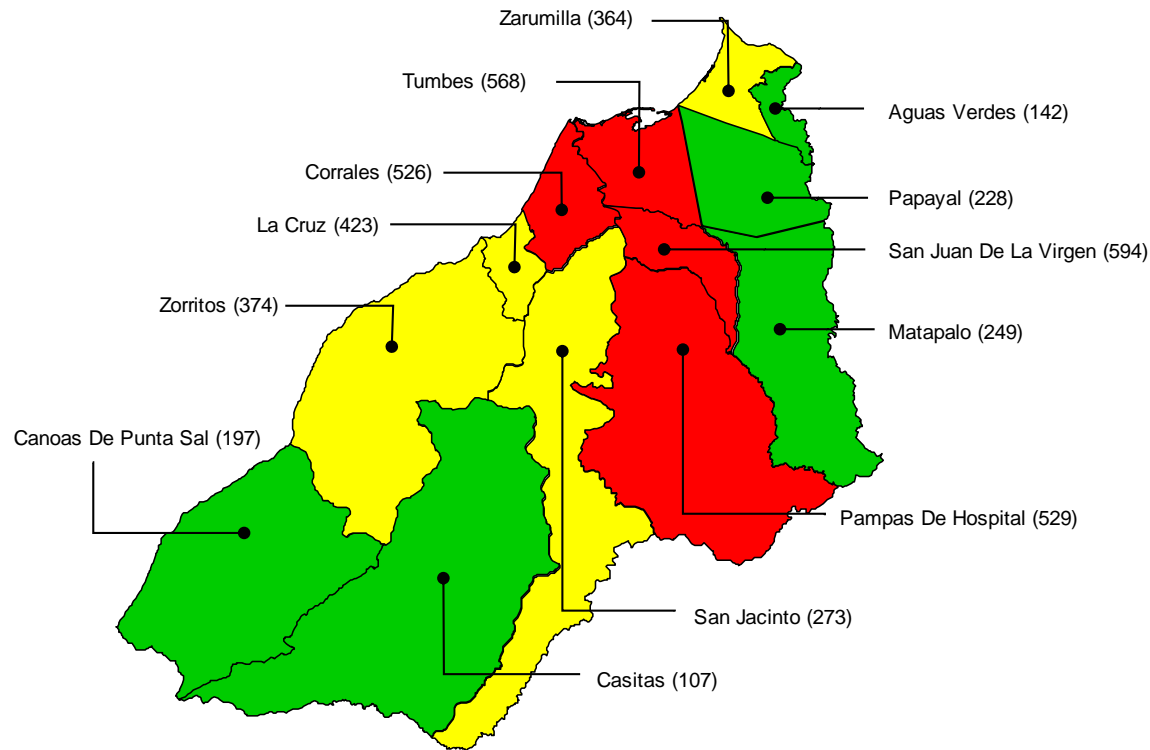 Zarumilla (364)
Tumbes (568)
Aguas Verdes (142)
Corrales (526)
Papayal (228)
La Cruz (423)
San Juan De La Virgen (594)
Zorritos (374)
Matapalo (249)
Canoas De Punta Sal (197)
Pampas De Hospital (529)
San Jacinto (273)
Casitas (107)